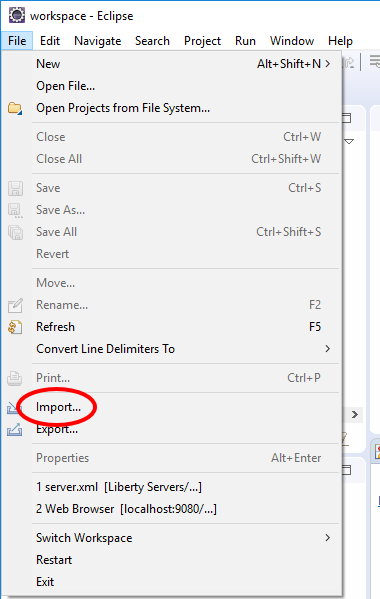 workspace - Eclipse
File Edit Navigate Search Project Run Window Help
New Alt+Shift+N >
Open File...
Open Projects from File System...
Close Ctrl+W
Close All Ctrl+Shift+W
Save Ctrl+S
Save As...
Save All Ctrl+Shift+S
Revert
Move...
Rename... F2
Refresh F5
Convert Line Delimiters To >
Print... Ctrl+P
Import...
Export...
Properties Alt+Enter
1 server.xml [Liberty Servers/...]
2 Web Browser [localhost:9080/...]
Switch Workspace >
Restart
Exit